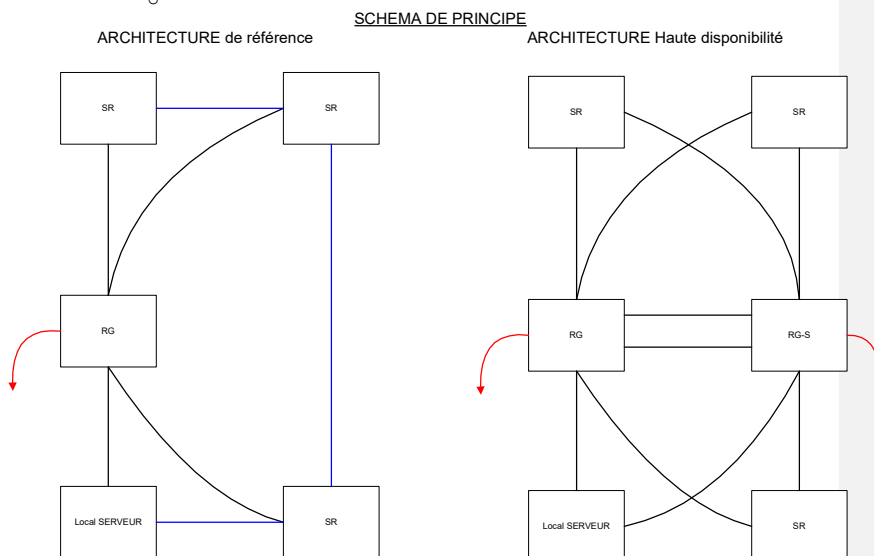 SCHEMA DE PRINCIPE
ARCHITECTURE de référence
ARCHITECTURE Haute disponibilité
SR
SR
SR
SR
RG
RG
RG-S
Local SERVEUR
SR
Local SERVEUR
SR